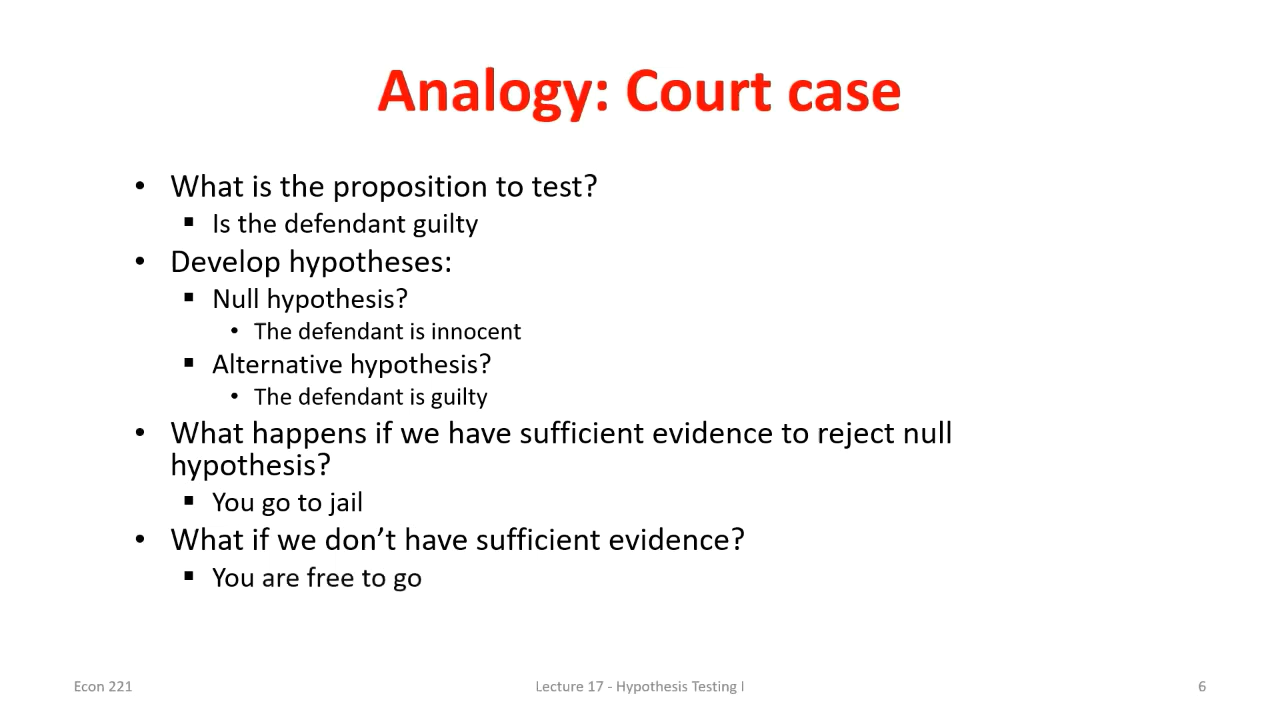 Analogy: Court case
• What is the proposition to test?
▪ Is the defendant guilty
• Develop hypotheses:
▪ Null hypothesis?
• The defendant is innocent
▪ Alternative hypothesis?
• The defendant is guilty
• What happens if we have sufficient evidence to reject null
hypothesis?
▪ You go to jail
• What if we don’t have sufficient evidence?
▪ You are free to go
Econ 221
Lecture 17 - Hypothesis Testing I
6